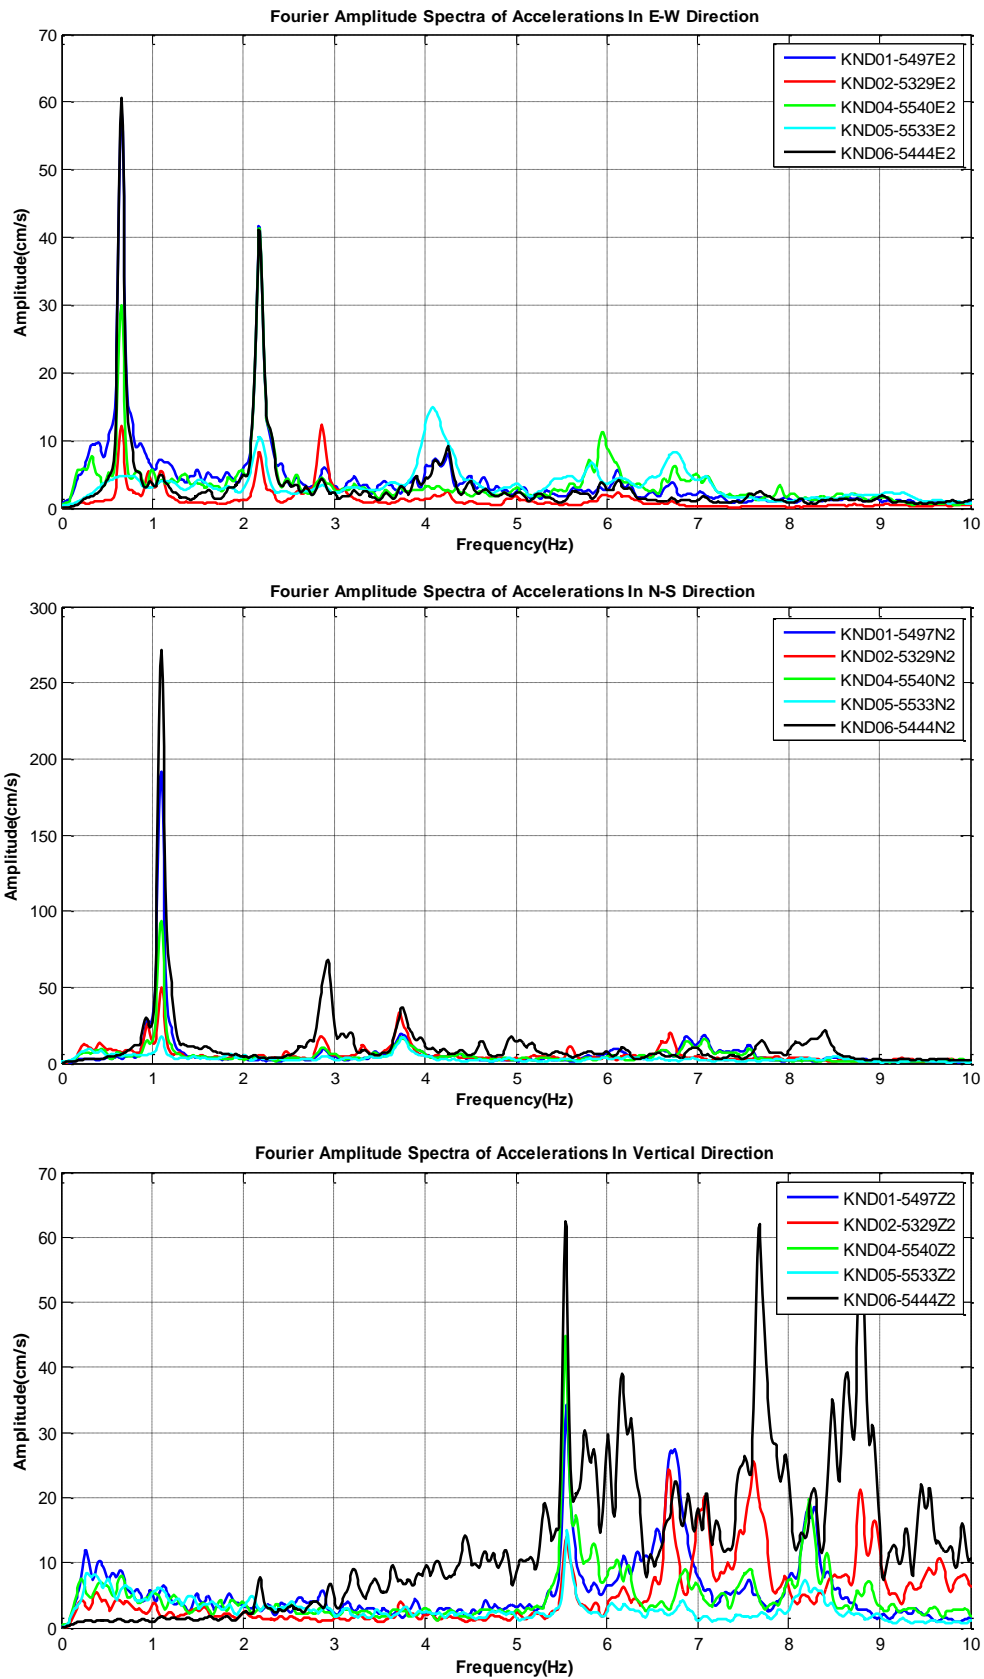 Fourier Amplitude Spectra of Accelerations In E-W Direction
70
60
50
40
30
20
10
0
Amplitude(cm/s)
KND01-5497E2
KND02-5329E2
KND04-5540E2
KND05-5533E2
KND06-5444E2
0 1 2 3 4 5 6 7 8 9 10
Frequency(Hz)
Fourier Amplitude Spectra of Accelerations In N-S Direction
300
250
200
150
100
50
0
Amplitude(cm/s)
KND01-5497N2
KND02-5329N2
KND04-5540N2
KND05-5533N2
KND06-5444N2
0 1 2 3 4 5 6 7 8 9 10
Frequency(Hz)
Fourier Amplitude Spectra of Accelerations In Vertical Direction
70
60
50
40
30
20
10
0
Amplitude(cm/s)
KND01-5497Z2
KND02-5329Z2
KND04-5540Z2
KND05-5533Z2
KND06-5444Z2
0 1 2 3 4 5 6 7 8 9 10
Frequency(Hz)